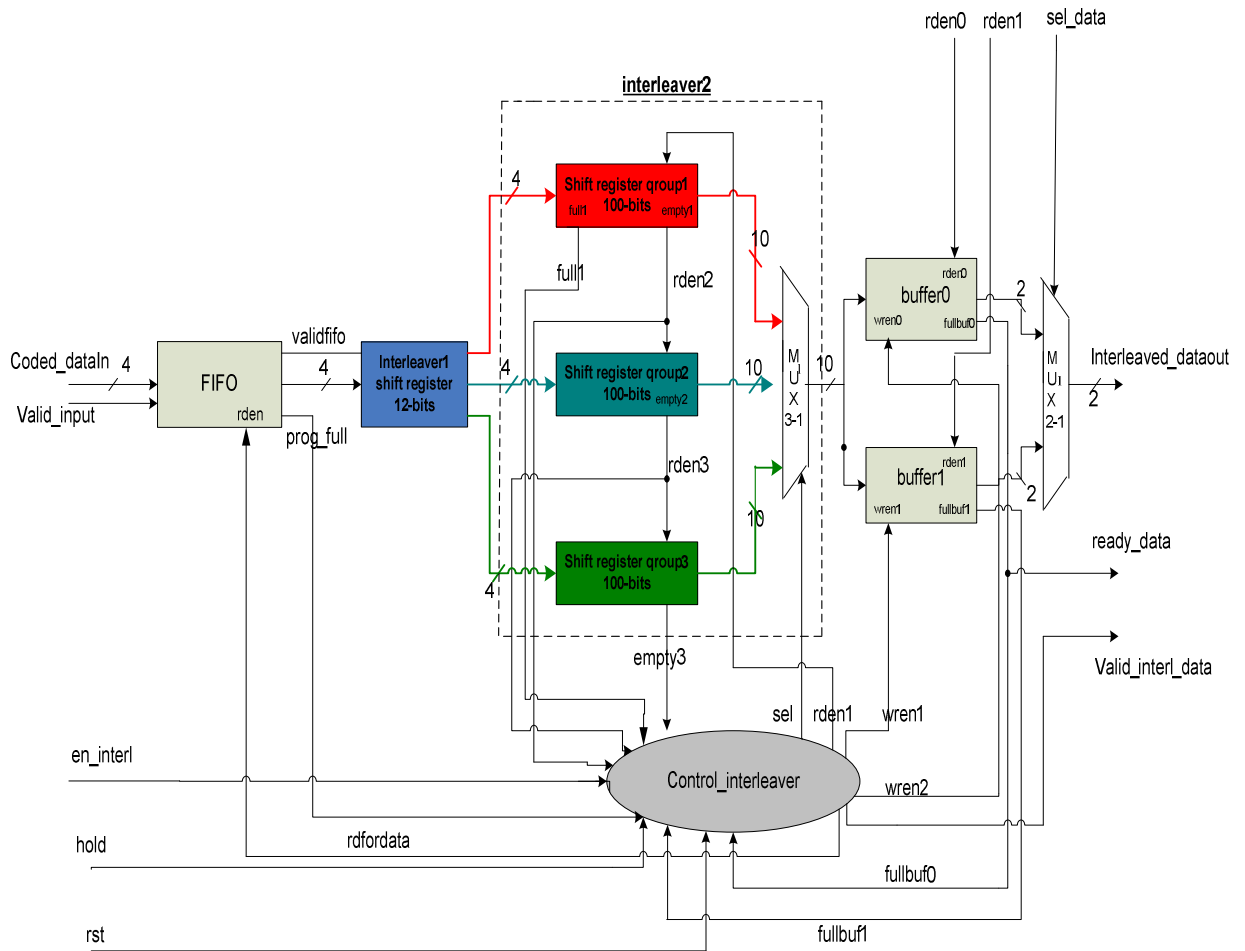 rden0
rden1
sel_data
interleaver2
4
Shift register qroup1
100-bits
full1
empty1
10
full1
rden2
rden0
buffer0
wren0
fullbuf0
2
validfifo
Coded_dataIn
4
FIFO
rden
Valid_input
4
prog_full
Interleaver1
shift register
12-bits
4
Shift register qroup2
100-bits
empty2
10
M
U
X
3-1
10
M
U
X
2-1
Interleaved_dataout
2
rden3
rden1
buffer1
wren1
fullbuf1
2
10
4
Shift register qroup3
100-bits
ready_data
empty3
Valid_interl_data
sel
rden1
wren1
en_interl
Control_interleaver
wren2
hold
rdfordata
fullbuf0
rst
fullbuf1